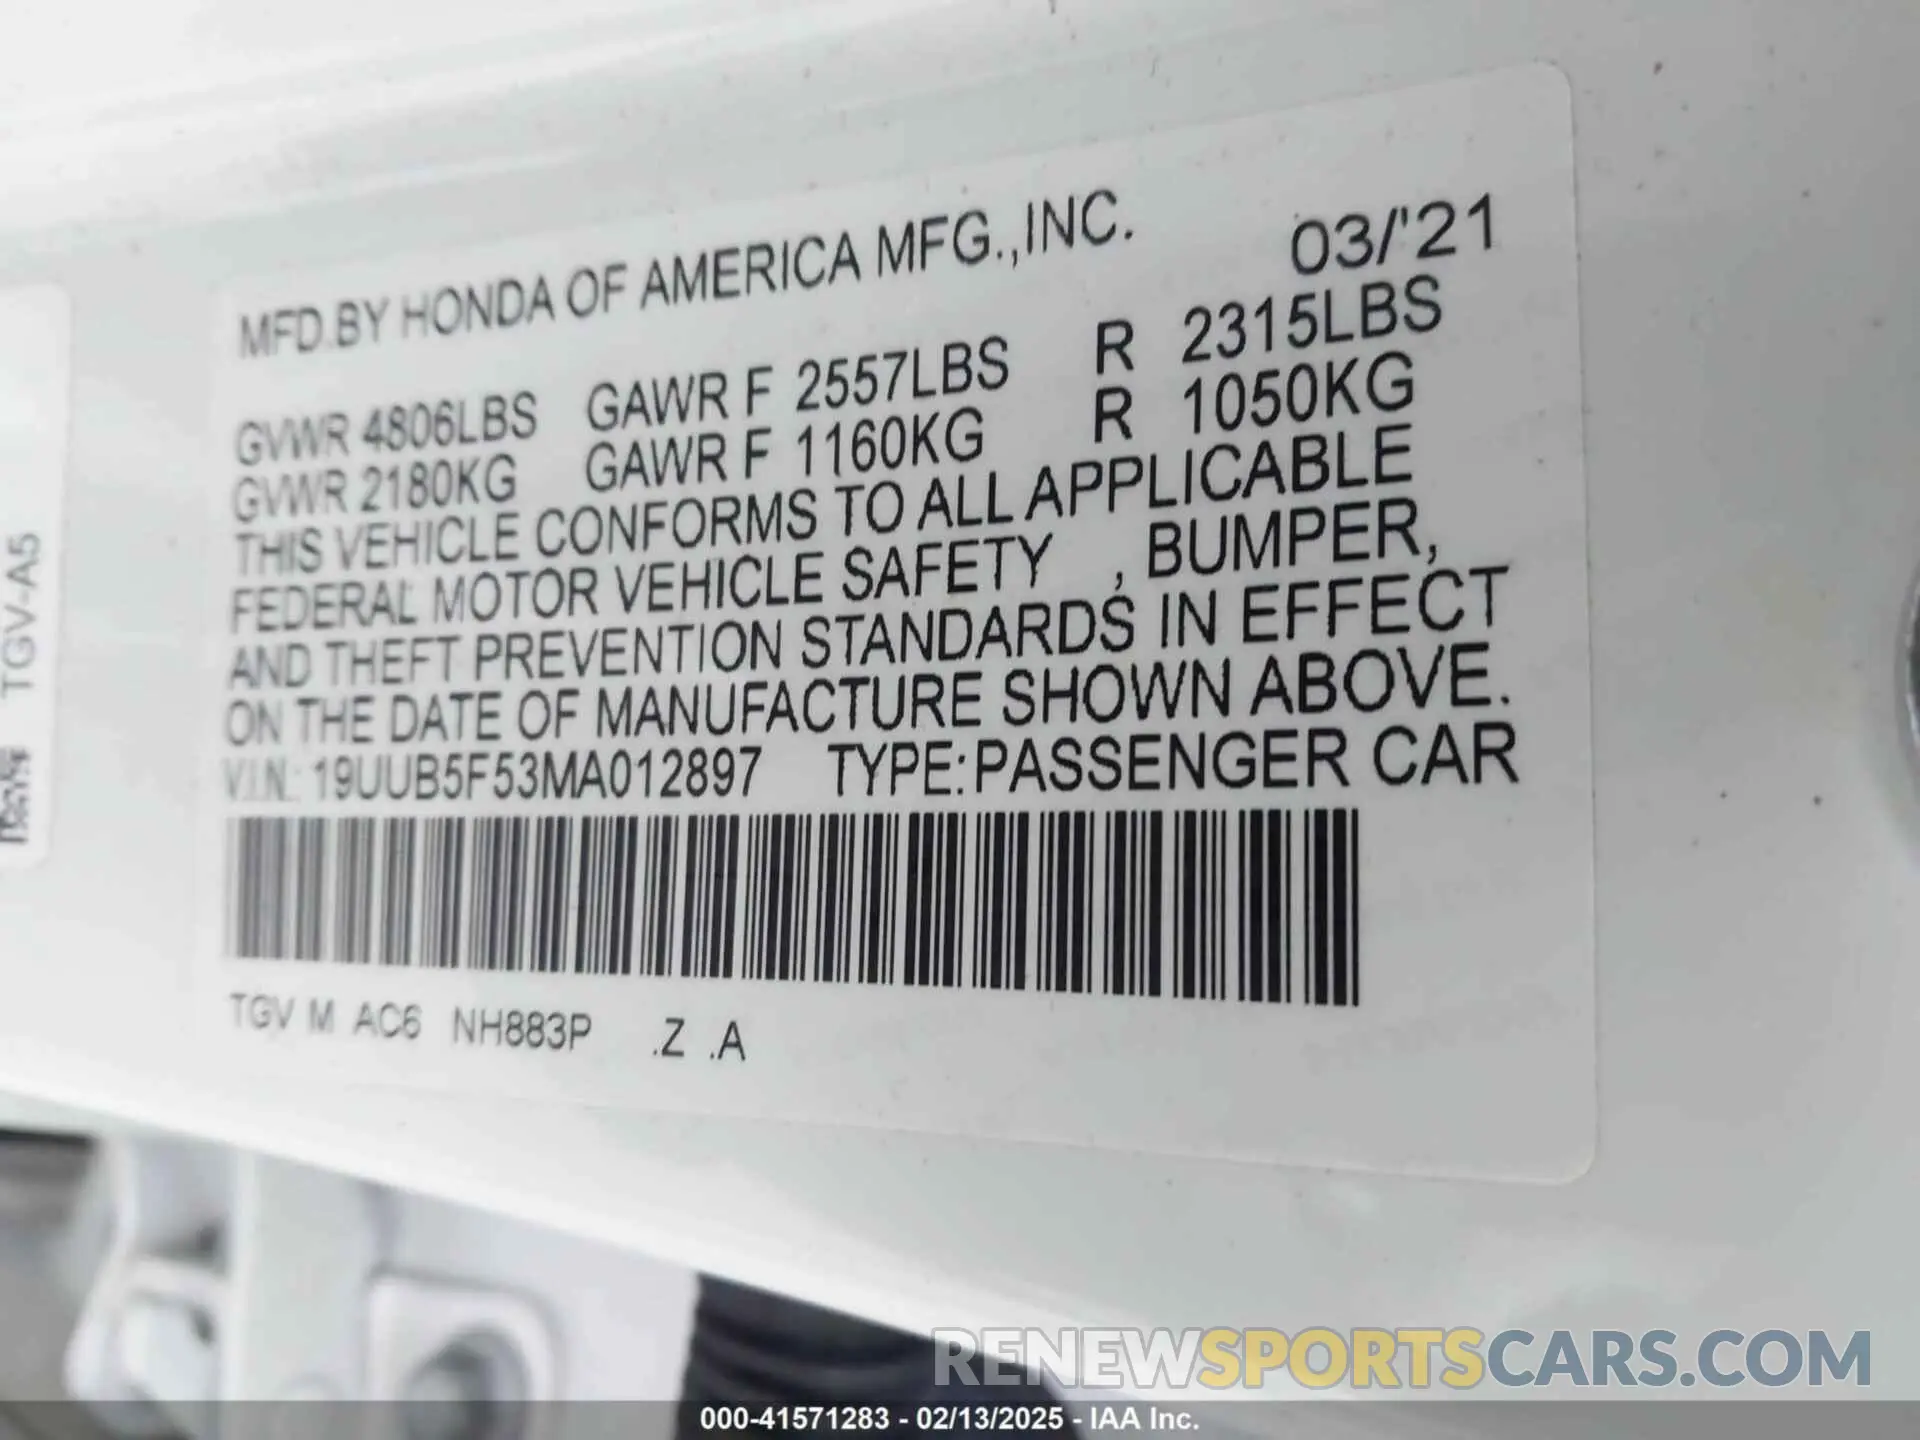 MFD.BY HONDA OF AMERICA MFG.,INC. 03/'21
GVWR 4806LBS GAWR F 2557LBS R 2315LBS
GVWR 2180KG GAWR F 1160KG R 1050KG
THIS VEHICLE CONFORMS TO ALL APPLICABLE
FEDERAL MOTOR VEHICLE SAFETY , BUMPER,
AND THEFT PREVENTION STANDARDS IN EFFECT
ON THE DATE OF MANUFACTURE SHOWN ABOVE.
V.I.N.: 19UUB5F53MA012897 TYPE:PASSENGER CAR
TGV M AC6 NH883P .Z .A
TGV-A5
RENEWSPORTSCARS.COM
000-41571283 - 02/13/2025 - IAA Inc.